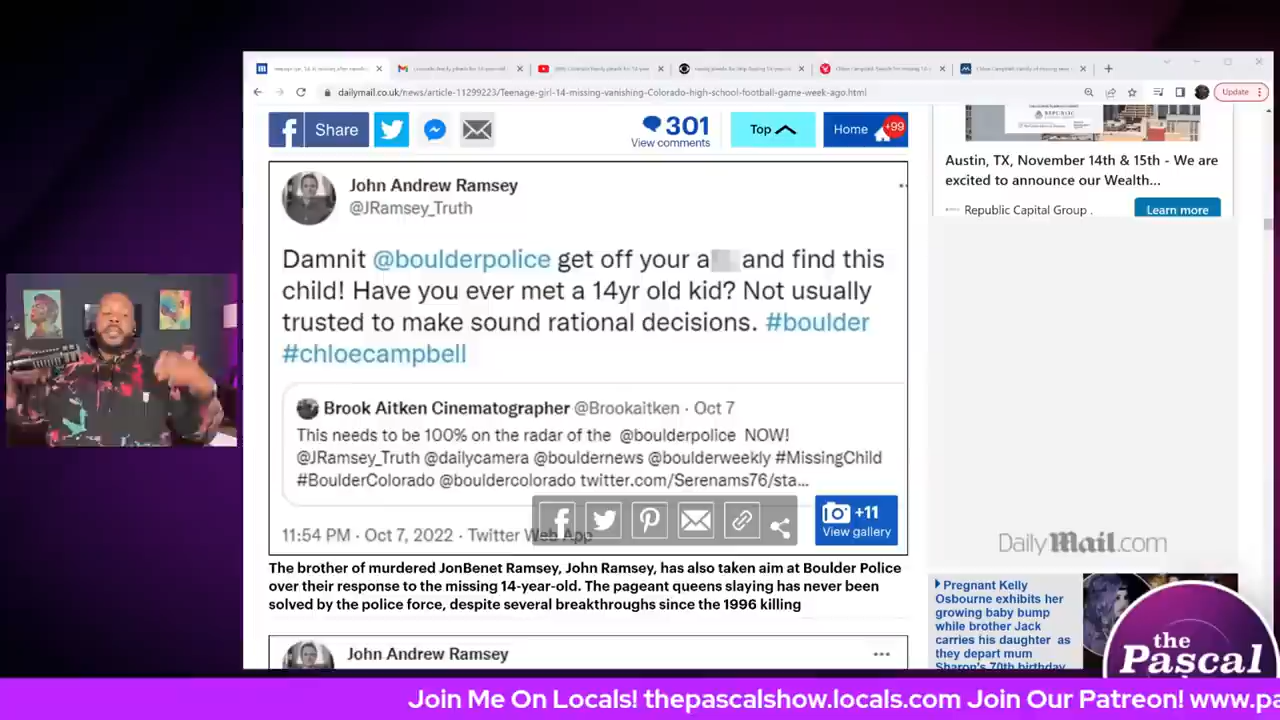 Update
dailymail.co.uk/news/article-11299223/Teenage-girl-14-missing-vanishing-Colorado-high-school-football-game-week-ago.html
Share
301
View comments
Top
Home
+99
John Andrew Ramsey
@JRamsey_Truth
Damnit @boulderpolice get off your a and find this
child! Have you ever met a 14yr old kid? Not usually
trusted to make sound rational decisions. #boulder
#chloecampbell
Brook Aitken Cinematographer @Brookaitken · Oct 7
This needs to be 100% on the radar of the @boulderpolice NOW!
@JRamsey_Truth @dailycamera @bouldernews @boulderweekly #MissingChild
#BoulderColorado @bouldercolorado twitter.com/Serenams76/sta...
11:54 PM · Oct 7, 2022 · Twitter Web App
+11
View gallery
The brother of murdered JonBenet Ramsey, John Ramsey, has also taken aim at Boulder Police
over their response to the missing 14-year-old. The pageant queens slaying has never been
solved by the police force, despite several breakthroughs since the 1996 killing
John Andrew Ramsey
Austin, TX, November 14th & 15th - We are
excited to announce our Wealth...
Republic Capital Group .
Learn more
DailyMail.com
Pregnant Kelly
Osbourne exhibits her
growing baby bump
while brother Jack
carries his daughter as
they depart mum
Sharon's 70th birthday
the
Pascal
Join Me On Locals! thepascalshow.locals.com Join Our Patreon! www.pa